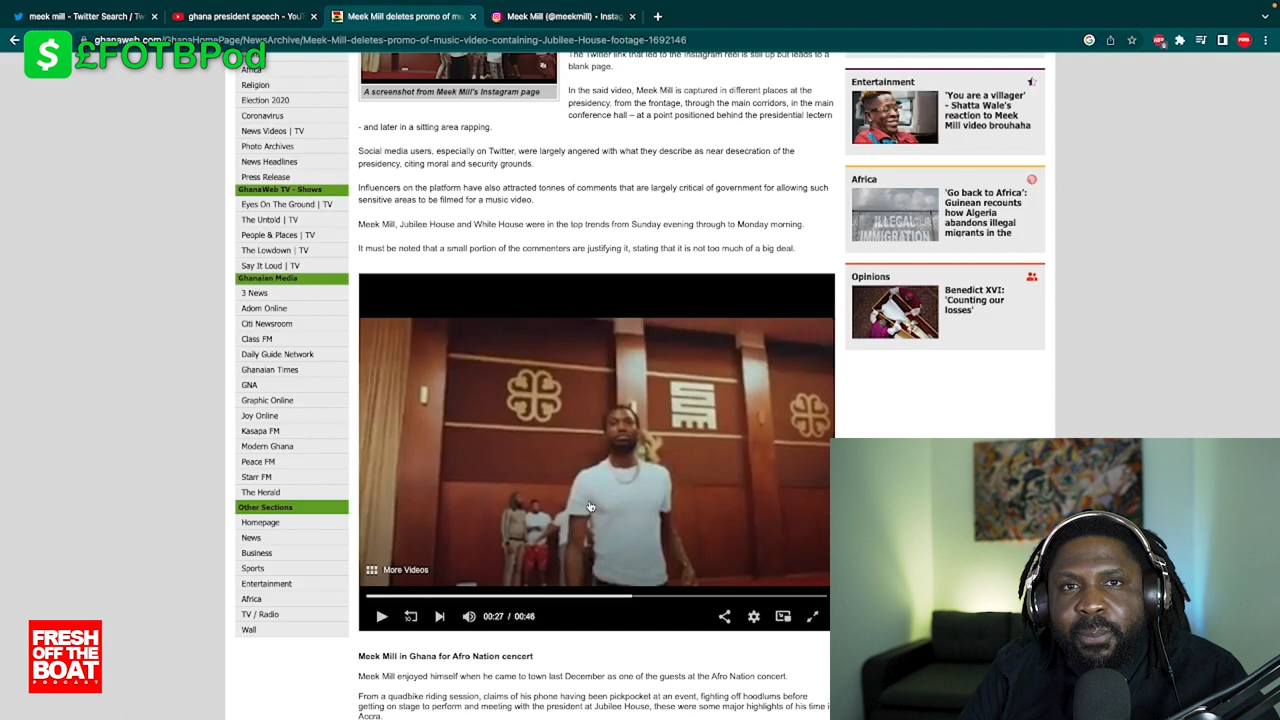 meek mill - Twitter Search / Tw
ghana president speech - YouT
Meek Mill deletes promo of mu
Meek Mill (@meekmill) • Instag
ghanaweb.com/GhanaHomePage/NewsArchive/Meek-Mill-deletes-promo-of-music-video-containing-Jubilee-House-footage-1692146
$ £FOTBPod
Africa
Religion
Election 2020
Coronavirus
News Videos | TV
Photo Archives
News Headlines
Press Release
GhanaWeb TV - Shows
Eyes On The Ground | TV
The Untold | TV
People & Places | TV
The Lowdown | TV
Say It Loud | TV
Ghanaian Media
3 News
Adom Online
Citi Newsroom
Class FM
Daily Guide Network
Ghanaian Times
GNA
Graphic Online
Joy Online
Kasapa FM
Modern Ghana
Peace FM
Starr FM
The Herald
Other Sections
Homepage
News
Business
Sports
Entertainment
Africa
TV / Radio
Wall
A screenshot from Meek Mill's Instagram page
The Twitter link that led to the Instagram reel is still up but leads to a
blank page.
In the said video, Meek Mill is captured in different places at the
presidency, from the frontage, through the main corridors, in the main
conference hall – at a point positioned behind the presidential lectern
- and later in a sitting area rapping.
Social media users, especially on Twitter, were largely angered with what they describe as near desecration of the
presidency, citing moral and security grounds.
Influencers on the platform have also attracted tonnes of comments that are largely critical of government for allowing such
sensitive areas to be filmed for a music video.
Meek Mill, Jubilee House and White House were in the top trends from Sunday evening through to Monday morning.
It must be noted that a small portion of the commenters are justifying it, stating that it is not too much of a big deal.
More Videos
00:27 / 00:46
Meek Mill in Ghana for Afro Nation cencert
Meek Mill enjoyed himself when he came to town last December as one of the guests at the Afro Nation concert.
From a quadbike riding session, claims of his phone having been pickpocket at an event, fighting off hoodlums before
getting on stage to perform and meeting with the president at Jubilee House, these were some major highlights of his time i
Accra.
Entertainment
'You are a villager'
- Shatta Wale's
reaction to Meek
Mill video brouhaha
Africa
'Go back to Africa':
Guinean recounts
how Algeria
abandons illegal
migrants in the
ILLEGAL
IMMIGRATION
Opinions
Benedict XVI:
'Counting our
losses'
FRESH
OFF THE
BOAT
PODCAST